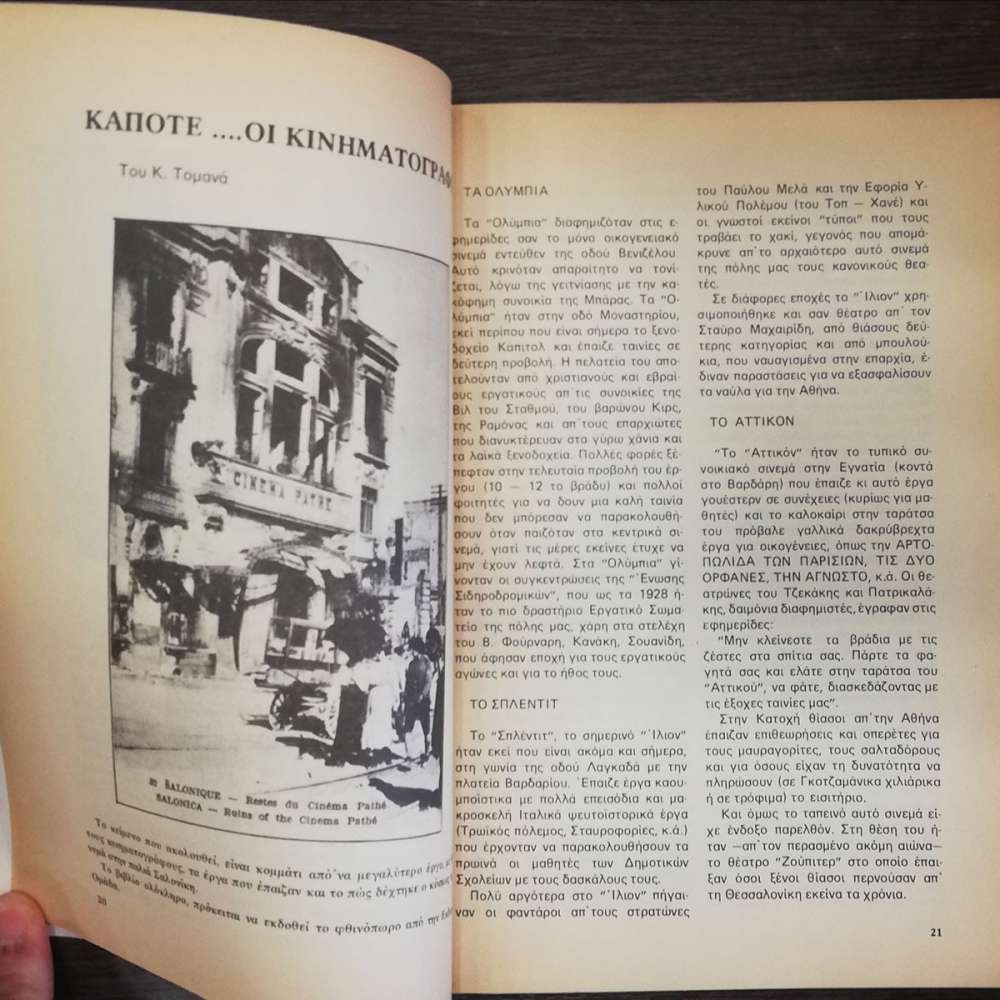 ΚΑΠΟΤΕ ....ΟΙ ΚΙΝΗΜΑΤΟΓΡΑΦ
Του Κ. Τομανά
CINEMA PATHE
SALONIQUE — Restes du Cinéma Pathé
SALONICA — Ruins of the Cinema Pathé
Το κείμενο που ακολουθεί, είναι κομμάτι από ʹνα μεγαλύτερο έργο,
τους κινηματογράφους, τα έργα που έπαιζαν και το πώς δέχτηκε ο κόσμος
νεμά στην παλιά Σαλονίκη.
Το βιβλίο ολόκληρο, πρόκειται να εκδοθεί το φθινόπωρο από την
Ομάδα.
20
ΤΑ ΟΛΥΜΠΙΑ
Τα "Ολύμπια" διαφημιζόταν στις ε-
φημερίδες σαν το μόνο οικογενειακό
σινεμά εντεύθεν της οδού Βενιζέλου.
Αυτό κρινόταν απαραίτητο να τονί-
ζεται, λόγω της γειτνίασης με την κα-
κόφημη συνοικία της Μπάρας. Τα "Ο-
λύμπια" ήταν στην οδό Μοναστηρίου,
εκεί περίπου που είναι σήμερα το ξενο-
δοχείο Καπιτόλ και έπαιζε ταινίες σε
δεύτερη προβολή. Η πελατεία του απο-
τελούνταν από χριστιανούς και εβραί-
ους εργατικούς απ΄τις συνοικίες της
Βιλ του Σταθμού, του βαρώνου Κιρς,
της Ραμόνας και απ΄τους επαρχιώτες
που διανυκτέρευαν στα γύρω χάνια και
τα λαϊκά ξενοδοχεία. Πολλές φορές ξέ-
πεφταν στην τελευταία προβολή του έρ-
γου (10 — 12 το βράδυ) και πολλοί
φοιτητές για να δουν μια καλή ταινία
που δεν μπόρεσαν να παρακολουθή-
σουν όταν παιζόταν στα κεντρικά σι-
νεμά, γιατί τις μέρες εκείνες έτυχε να
μην έχουν λεφτά. Στα "Ολύμπια" γί-
νονταν οι συγκεντρώσεις της "Ένωσης
Σιδηροδρομικών", που ως τα 1928 ή-
ταν το πιο δραστήριο Εργατικό Σωμα-
τείο της πόλης μας, χάρη στα στελέχη
του Β. Φούρναρη, Κανάκη, Σουανίδη,
που άφησαν εποχή για τους εργατικούς
αγώνες και για το ήθος τους.
ΤΟ ΣΠΛΕΝΤΙΤ
Το "Σπλέντιτ", το σημερινό "΄Ιλιον"
ήταν εκεί που είναι ακόμα και σήμερα,
στη γωνία της οδού Λαγκαδά με την
πλατεία Βαρδαρίου. ΄Επαιζε έργα καου-
μποϊστικα με πολλά επεισόδια και μα-
κροσκελή Ιταλικά ψευτοϊστορικά έργα
(Τρωϊκός πόλεμος, Σταυροφορίες, κ.ά.)
που έρχονταν να παρακολουθήσουν τα
πρωινά οι μαθητές των Δημοτικών
Σχολείων με τους δασκάλους τους.
Πολύ αργότερα στο "΄Ιλιον" πήγαι-
ναν οι φαντάροι απ΄τους στρατώνες
του Παύλου Μελά και την Εφορία Υ-
λικού Πολέμου (του Τοπ — Χανέ) και
οι γνωστοί εκείνοι "τύποι" που τους
τραβάει το χακί, γεγονός που απομά-
κρυνε απ΄το αρχαιότερο αυτό σινεμά
της πόλης μας τους κανονικούς θεα-
τές.
Σε διάφορες εποχές το "΄Ιλιον" χρη-
σιμοποιήθηκε και σαν θέατρο απ΄ τον
Σταύρο Μαχαιρίδη, από θιάσους δεύ-
τερης κατηγορίας και από μπουλού-
κια, που, ναυαγισμένα στην επαρχία, έ-
διναν παραστάσεις για να εξασφαλίσουν
τα ναύλα για την Αθήνα.
ΤΟ ΑΤΤΙΚΟΝ
"Το "Αττικόν" ήταν το τυπικό συ-
νοικιακό σινεμά στην Εγνατία (κοντά
στο Βαρδάρη) που έπαιζε κι αυτό έργα
γουέστερν σε συνέχειες (κυρίως για μα-
θητές) και το καλοκαίρι στην ταράτσα
του πρόβαλε γαλλικά δακρύβρεχτα
έργα για οικογένειες, όπως την ΑΡΤΟ-
ΠΩΛΙΔΑ ΤΩΝ ΠΑΡΙΣΙΩΝ, ΤΙΣ ΔΥΟ
ΟΡΦΑΝΕΣ, ΤΗΝ ΑΓΝΩΣΤΟ, κ.ά. Οι θε-
ατρώνες του Τζεκάκης και Πατρικαλά-
κης, δαιμόνια διαφημιστές, έγραφαν στις
εφημερίδες:
"Μην κλείνεστε τα βράδια με τις
ζέστες στα σπίτια σας. Πάρτε τα φα-
γητά σας και ελάτε στην ταράτσα του
"Αττικού", να φάτε, διασκεδάζοντας με
τις έξοχες ταινίες μας".
Στην Κατοχή θίασοι απ΄την Αθήνα
έπαιζαν επιθεωρήσεις και οπερέτες για
τους μαυραγορίτες, τους σαλταδόρους
και για όσους είχαν τη δυνατότητα να
πληρώσουν (σε Γκοτζαμάνικα χιλιάρικα
ή σε τρόφιμα) το εισιτήριο.
Και όμως το ταπεινό αυτό σινεμά εί-
χε ένδοξο παρελθόν. Στη θέση του ή-
ταν —απ΄τον περασμένο ακόμη αιώνα—
το θέατρο "Ζούπιτερ" στο οποίο έπαι-
ξαν όσοι ξένοι θίασοι περνούσαν απ΄
τη Θεσσαλονίκη εκείνα τα χρόνια.
21